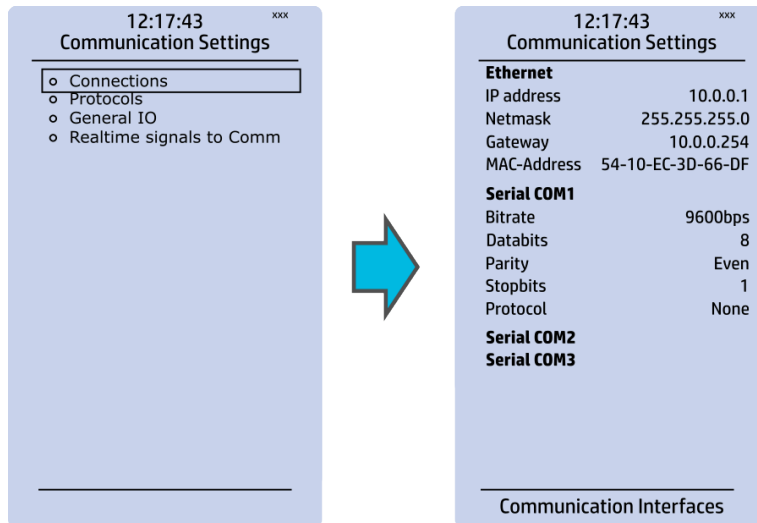 12:17:43 xxx
Communication Settings
Connections
Protocols
General IO
Realtime signals to Comm
12:17:43 xxx
Communication Settings
Ethernet
IP address 10.0.0.1
Netmask 255.255.255.0
Gateway 10.0.0.254
MAC-Address 54-10-EC-3D-66-DF
Serial COM1
Bitrate 9600bps
Databits 8
Parity Even
Stopbits 1
Protocol None
Serial COM2
Serial COM3
Communication Interfaces